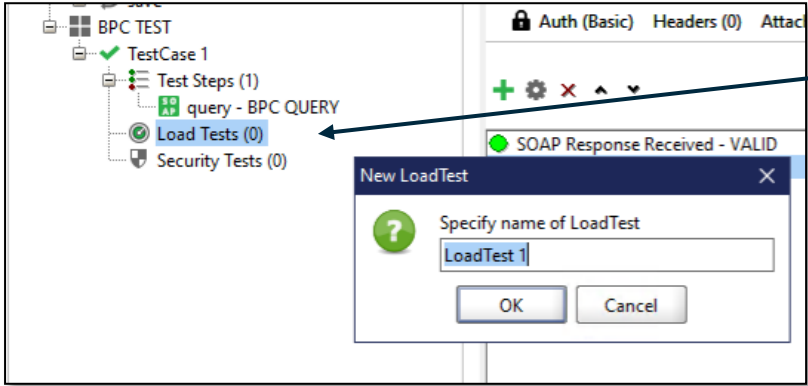 save
BPC TEST
TestCase 1
Test Steps (1)
SOAP
query - BPC QUERY
Load Tests (0)
Security Tests (0)
Auth (Basic) Headers (0)
SOAP Response Received - VALID
New LoadTest
Specify name of LoadTest
LoadTest 1
OK Cancel